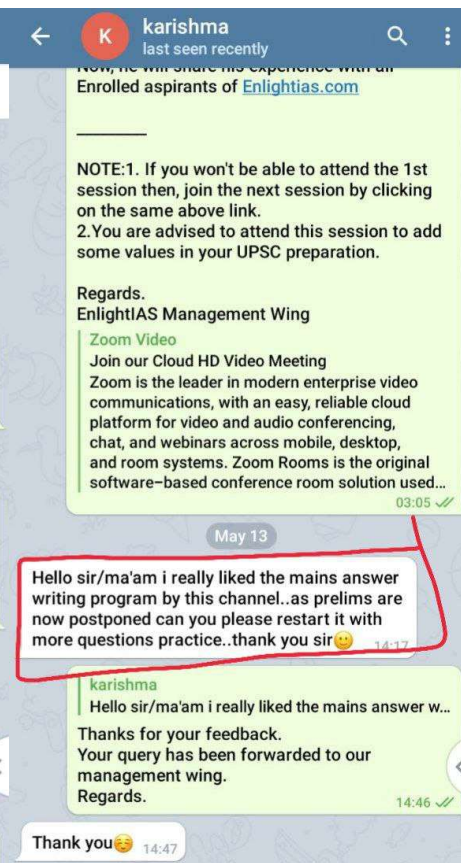 karishma
K
last seen recently
Now, he will share his experience with all
Enrolled aspirants of Enlightias.com
NOTE:1. If you won't be able to attend the 1st
session then, join the next session by clicking
on the same above link.
2.You are advised to attend this session to add
some values in your UPSC preparation.
Regards.
EnlightIAS Management Wing
Zoom Video
Join our Cloud HD Video Meeting
Zoom is the leader in modern enterprise video
communications, with an easy, reliable cloud
platform for video and audio conferencing,
chat, and webinars across mobile, desktop,
and room systems. Zoom Rooms is the original
software-based conference room solution used...
03:05
May 13
Hello sir/ma'am i really liked the mains answer
writing program by this channel..as prelims are
now postponed can you please restart it with
more questions practice..thank you sir🙂
14:17
karishma
Hello sir/ma'am i really liked the mains answer w...
Thanks for your feedback.
Your query has been forwarded to our
management wing.
Regards.
14:46
Thank you😌 14:47